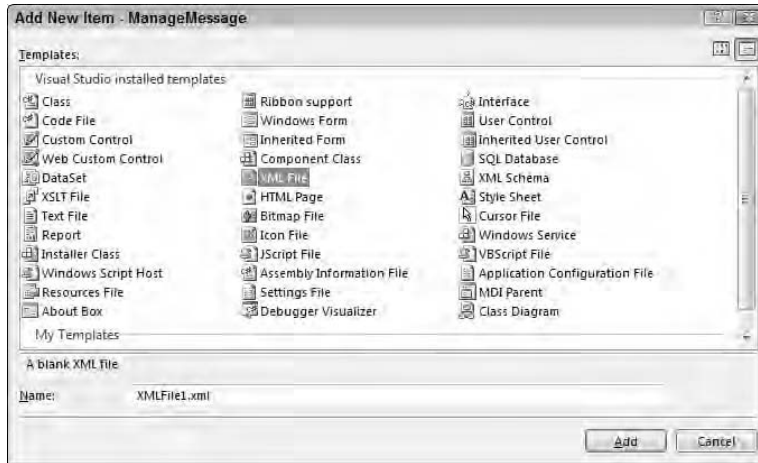 Add New Item - ManageMessage
Templates:
Visual Studio installed templates
Class
Ribbon support
Interface
Code File
Windows Form
User Control
Custom Control
Inherited Form
Inherited User Control
Web Custom Control
Component Class
SQL Database
DataSet
XML File
XML Schema
XSLT File
HTML Page
Style Sheet
Text File
Bitmap File
Cursor File
Report
Icon File
Windows Service
Installer Class
JScript File
VBScript File
Windows Script Host
Assembly Information File
Application Configuration File
Resources File
Settings File
MDI Parent
About Box
Debugger Visualizer
Class Diagram
My Templates
A blank XML file
Name:
XMLFile1.xml
Add
Cancel